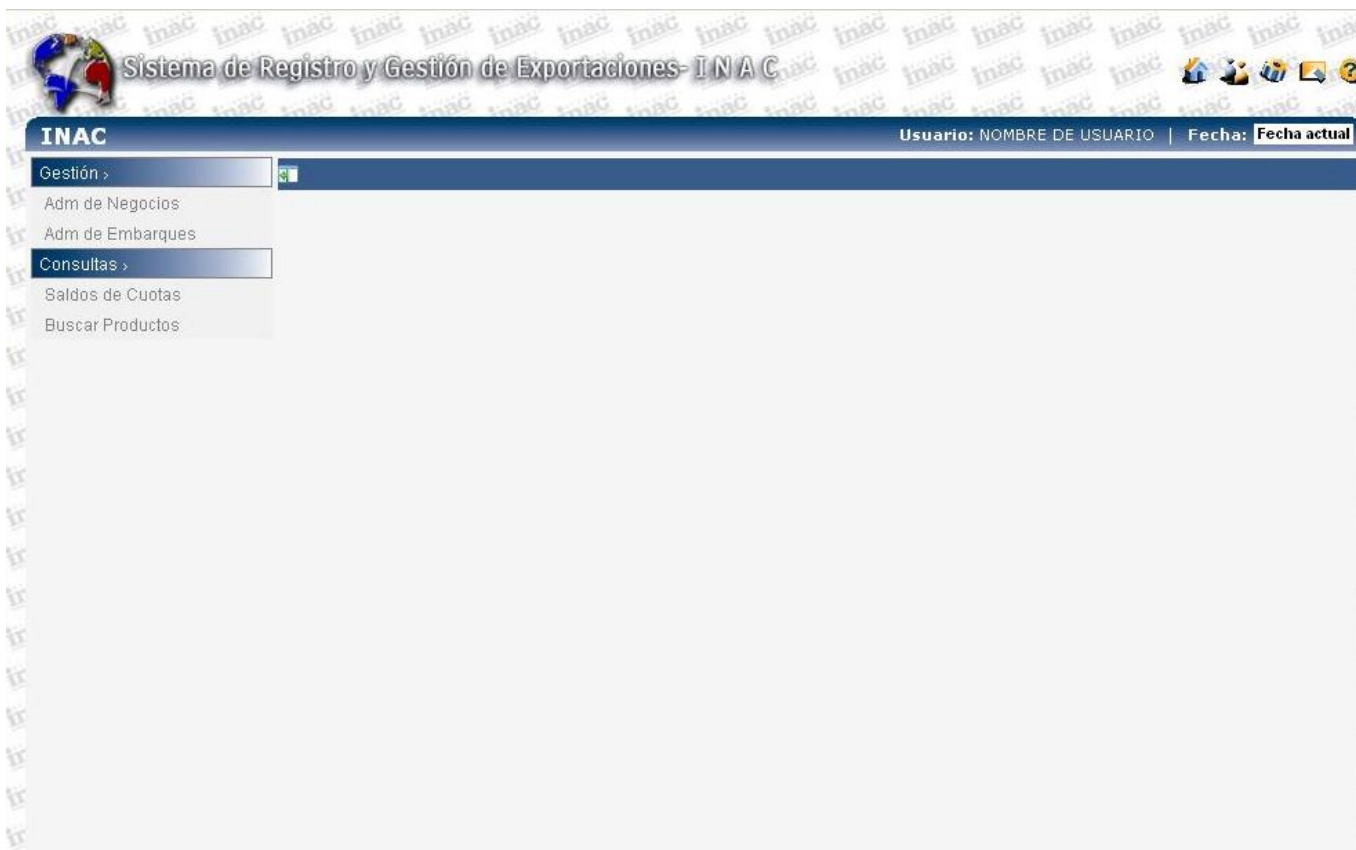 Sistema de Registro y Gestión de Exportaciones- I N A C
INAC
Usuario: NOMBRE DE USUARIO | Fecha: Fecha actual
Gestión >
Adm de Negocios
Adm de Embarques
Consultas >
Saldos de Cuotas
Buscar Productos